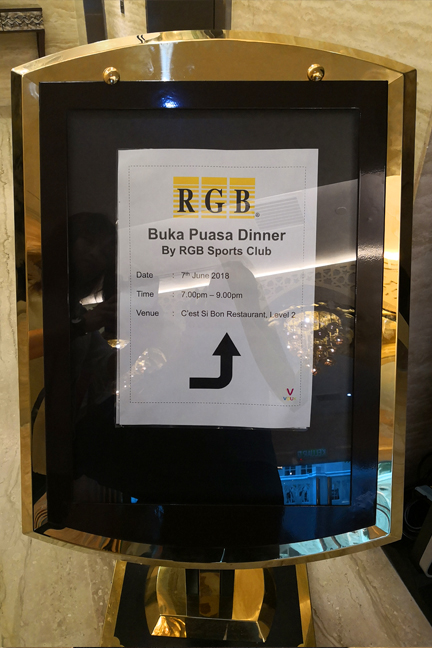 RGB
Buka Puasa Dinner
By RGB Sports Club
Date : 7th June 2018
Time : 7.00pm – 9.00pm
Venue : C'est Si Bon Restaurant, Level 2